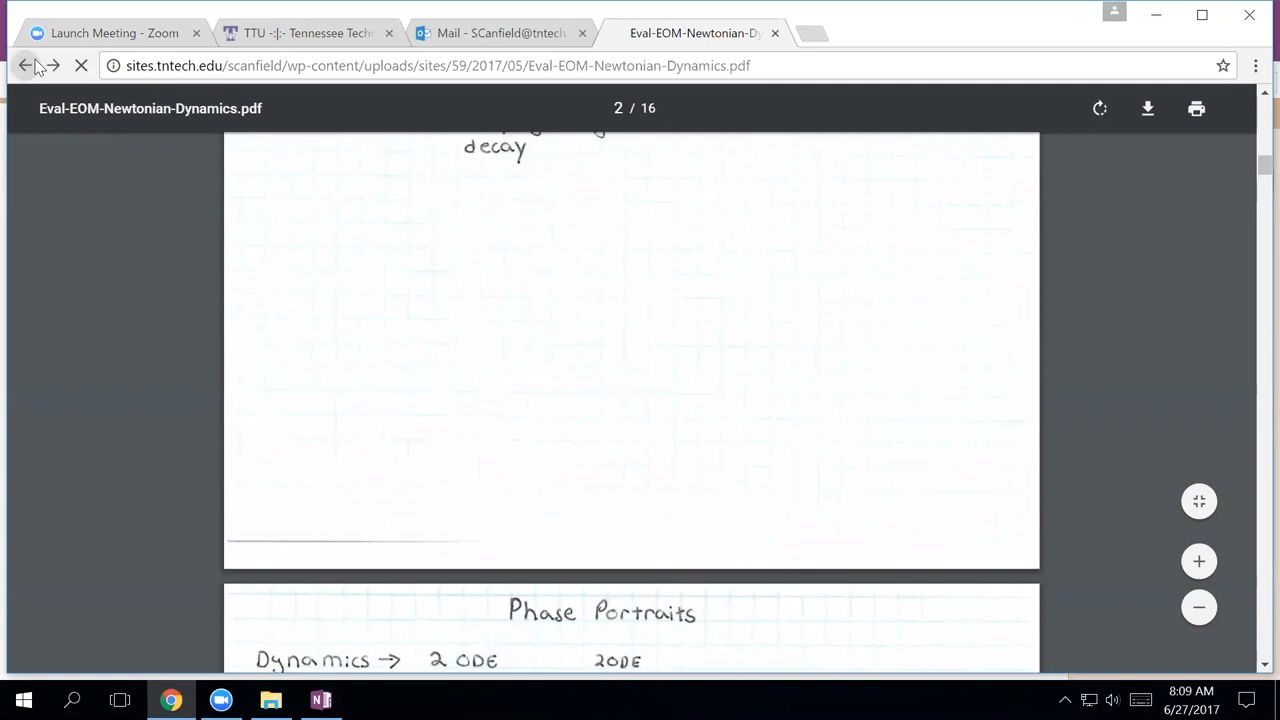 Launch Meeting - Zoom
TTU -:|:- Tennessee Tech
Mail - SCanfield@tntech
Eval-EOM-Newtonian-Dy
sites.tntech.edu/scanfield/wp-content/uploads/sites/59/2017/05/Eval-EOM-Newtonian-Dynamics.pdf
Eval-EOM-Newtonian-Dynamics.pdf
2 / 16
decay
Phase Portraits
Dynamics → 2 ODE 2ODE
8:09 AM
6/27/2017